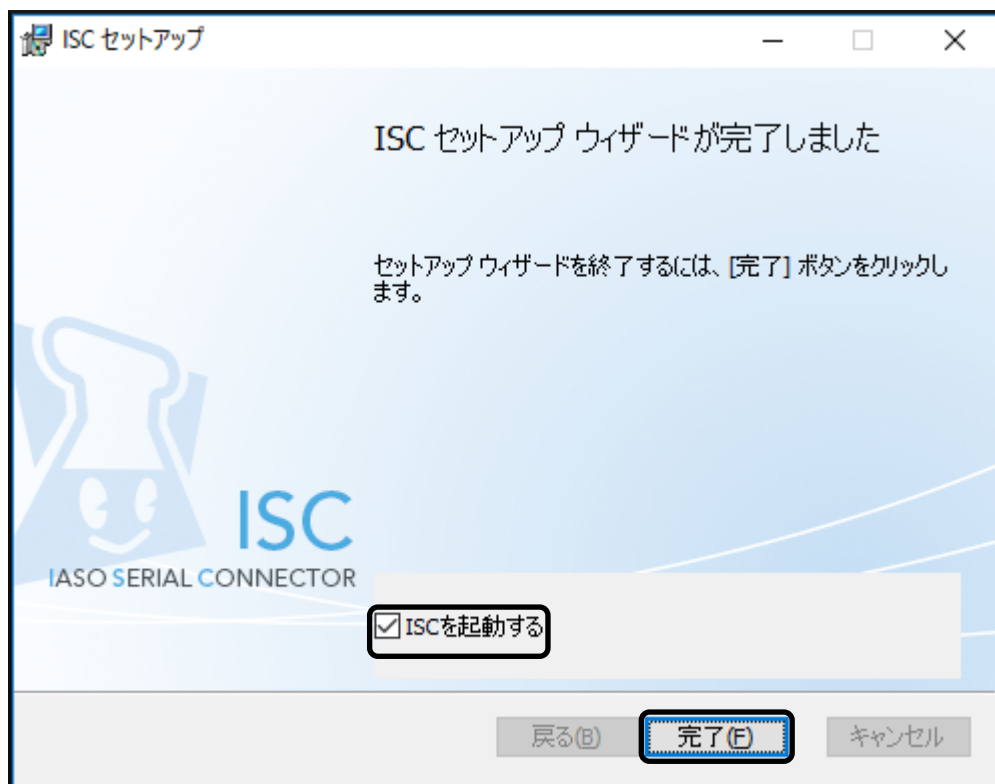 ISC セットアップ
ISC セットアップ ウィザードが完了しました
セットアップ ウィザードを終了するには、[完了] ボタンをクリックし
ます。
ISC
IASO SERIAL CONNECTOR
ISCを起動する
戻る(B)
完了(F)
キャンセル